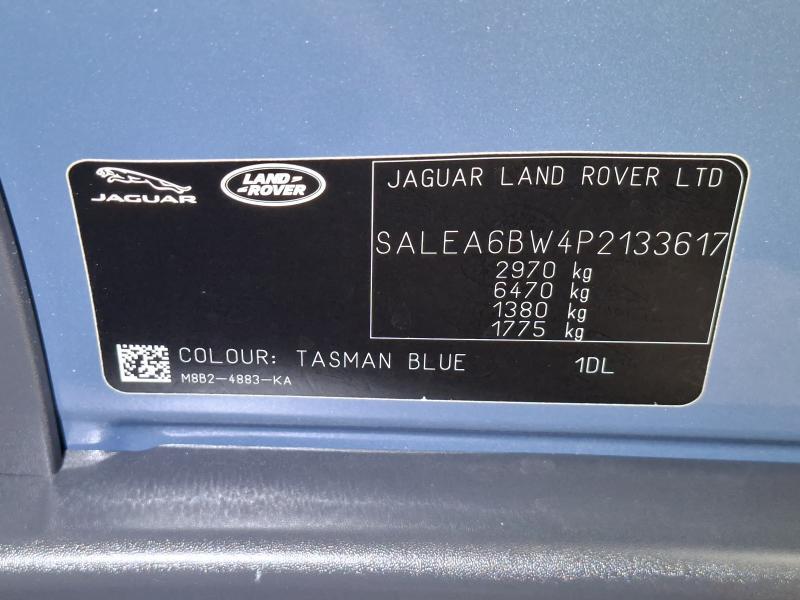 JAGUAR
LAND
ROVER
JAGUAR LAND ROVER LTD
SALEA6BW4P2133617
2970 kg
6470 kg
1380 kg
1775 kg
COLOUR: TASMAN BLUE 1DL
M8B2-4883-KA